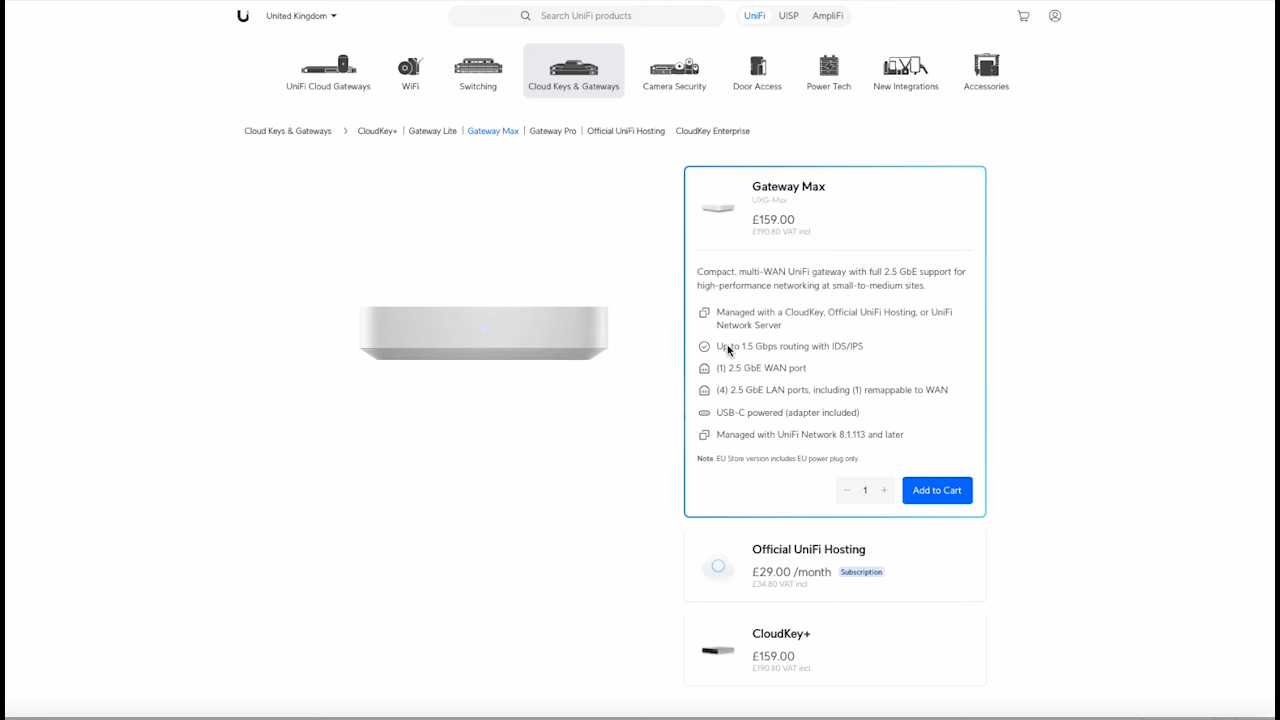 United Kingdom
Search UniFi products
UniFi
UISP
AmpliFi
UniFi Cloud Gateways
WiFi
Switching
Cloud Keys & Gateways
Camera Security
Door Access
Power Tech
New Integrations
Accessories
Cloud Keys & Gateways > CloudKey+ | Gateway Lite | Gateway Max | Gateway Pro | Official UniFi Hosting CloudKey Enterprise
Gateway Max
UXG-Max
£159.00
£190.80 VAT incl.
Compact, multi-WAN UniFi gateway with full 2.5 GbE support for
high-performance networking at small-to-medium sites.
Managed with a CloudKey, Official UniFi Hosting, or UniFi
Network Server
Up to 1.5 Gbps routing with IDS/IPS
(1) 2.5 GbE WAN port
(4) 2.5 GbE LAN ports, including (1) remappable to WAN
USB-C powered (adapter included)
Managed with UniFi Network 8.1.113 and later
Note. EU Store version includes EU power plug only
− 1 +
Add to Cart
Official UniFi Hosting
£29.00 /month Subscription
£34.80 VAT incl.
CloudKey+
£159.00
£190.80 VAT incl.